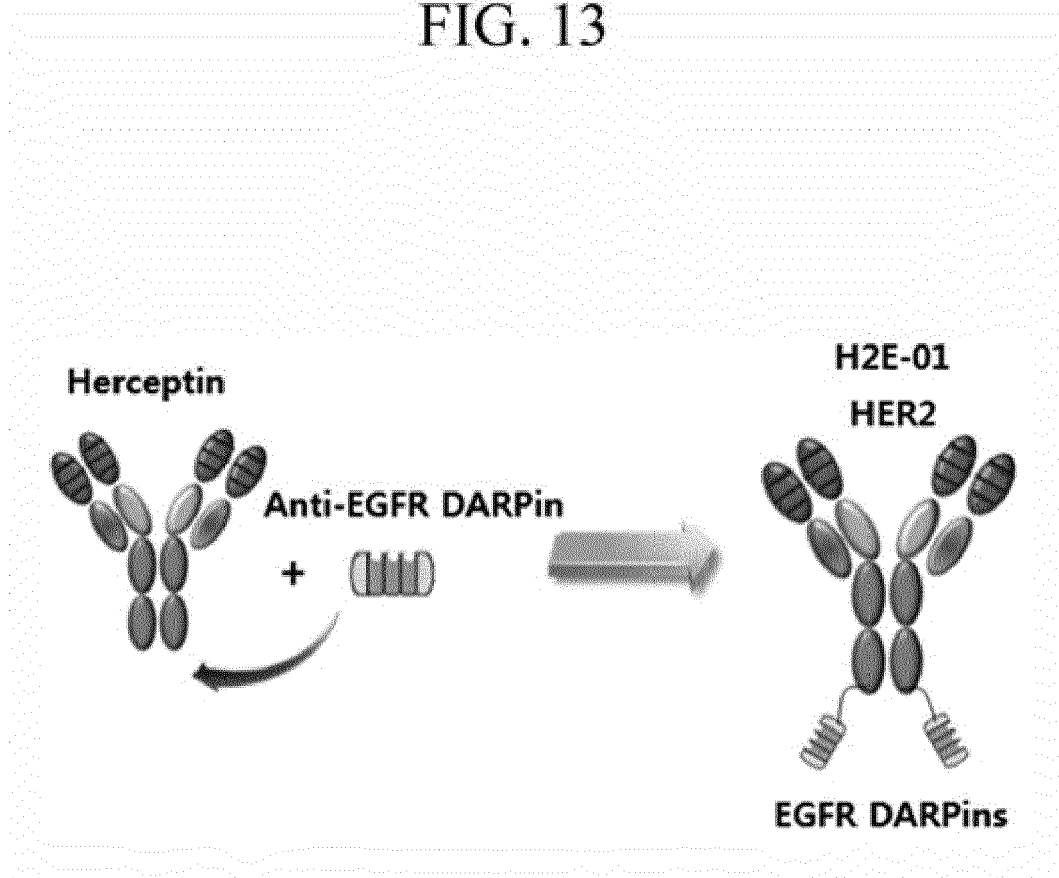 FIG. 13
Herceptin
Anti-EGFR DARPin
+
H2E-01
HER2
EGFR DARPins